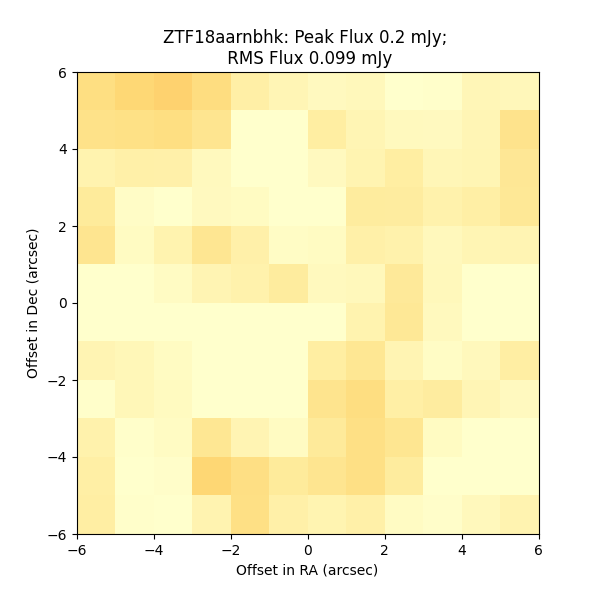 ZTF18aarnbhk: Peak Flux 0.2 mJy;
RMS Flux 0.099 mJy
6
4
2
0
−2
−4
−6
Offset in Dec (arcsec)
−6 −4 −2 0 2 4 6
Offset in RA (arcsec)